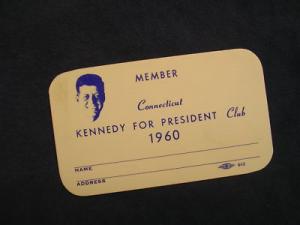 MEMBER
Connecticut
KENNEDY FOR PRESIDENT Club
1960
NAME
ADDRESS